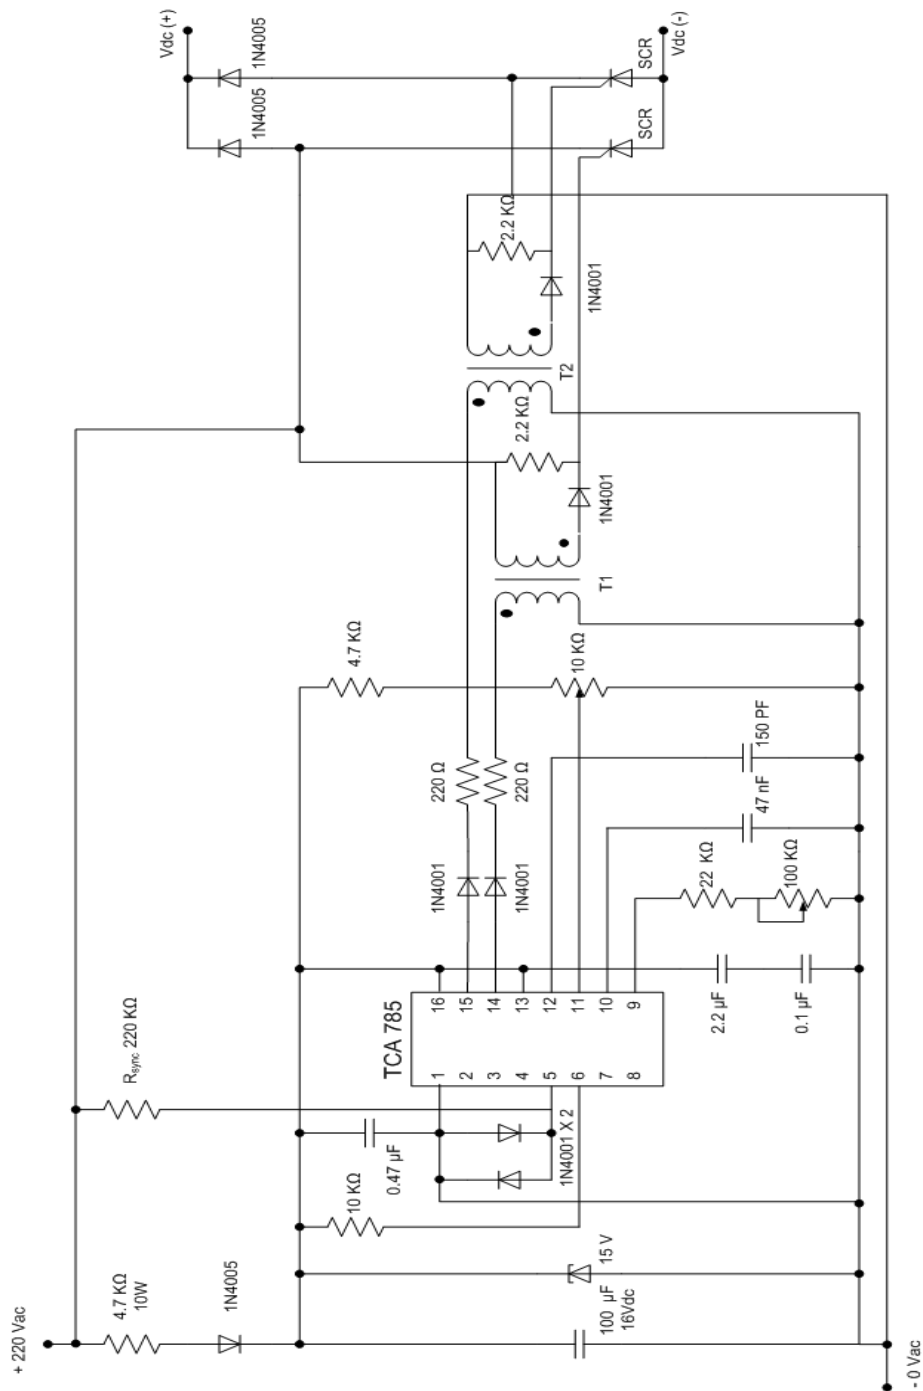 + 220 Vac
4.7 KΩ
10W
1N4005
10 KΩ
0.47 µF
R_sync 220 KΩ
1N4001 X 2
15 V
100 µF
16Vdc
- 0 Vac
TCA 785
1
2
3
4
5
6
7
8
16
15
14
13
12
11
10
9
2.2 µF
0.1 µF
22 KΩ
100 KΩ
47 nF
150 PF
1N4001
1N4001
220 Ω
220 Ω
4.7 KΩ
10 KΩ
T1
1N4001
2.2 KΩ
T2
1N4001
2.2 KΩ
1N4005
1N4005
SCR
SCR
Vdc (+)
Vdc (-)